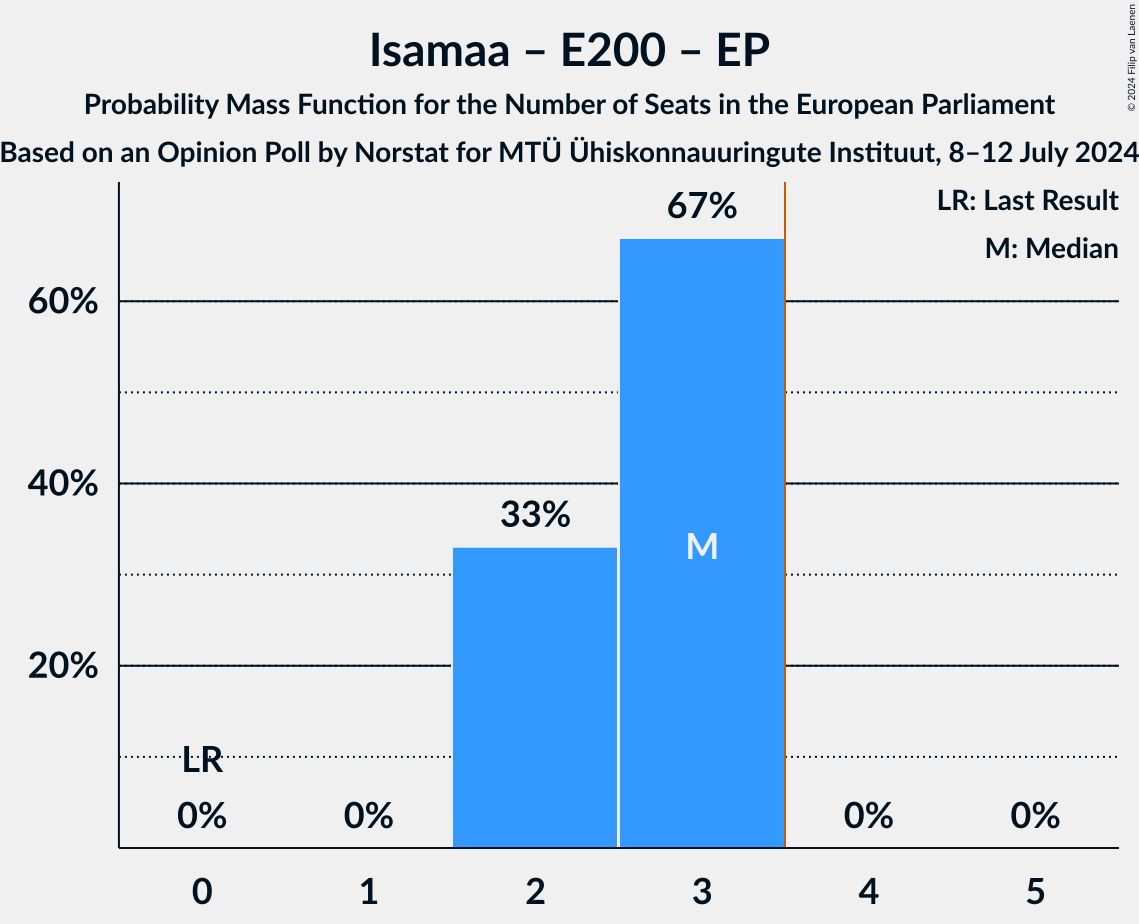 Isamaa – E200 – EP
Probability Mass Function for the Number of Seats in the European Parliament
Based on an Opinion Poll by Norstat for MTÜ Ühiskonnauuringute Instituut, 8–12 July 2024
© 2024 Filip van Laenen
LR: Last Result
M: Median
67%
60%
40%
33%
M
20%
LR
0%
0%
0%
0%
0
1
2
3
4
5